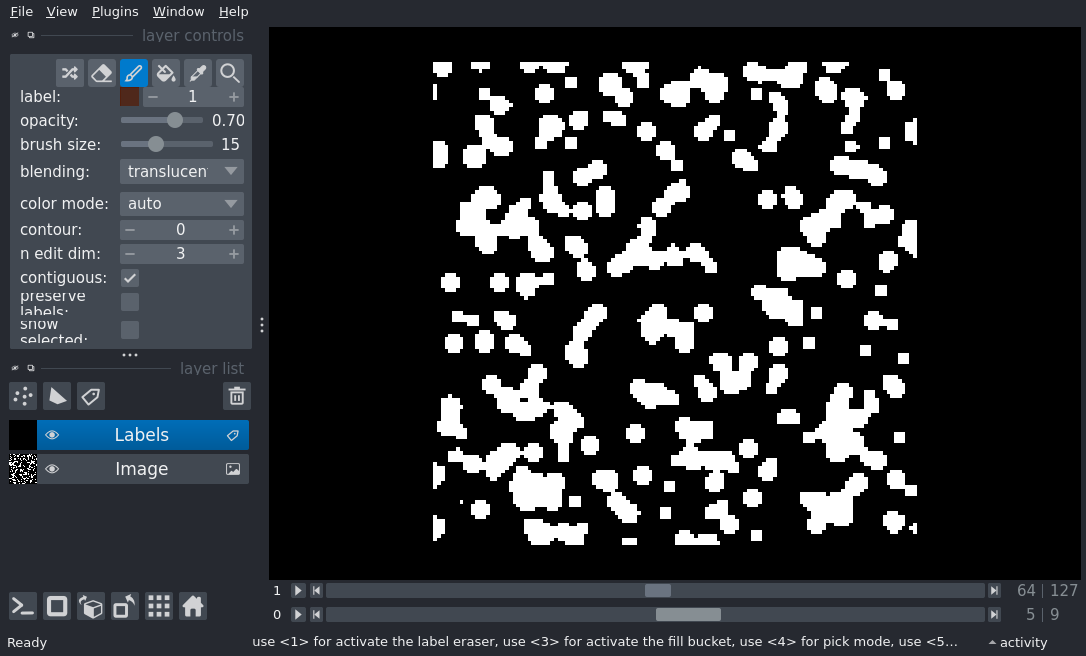 File View Plugins Window Help
layer controls
label: 1
opacity: 0.70
brush size: 15
blending: translucen
color mode: auto
contour: 0
n edit dim: 3
contiguous:
preserve
labels:
show
selected:
layer list
Labels
Image
1 64 | 127
0 5 | 9
Ready use <1> for activate the label eraser, use <3> for activate the fill bucket, use <4> for pick mode, use <5... activity